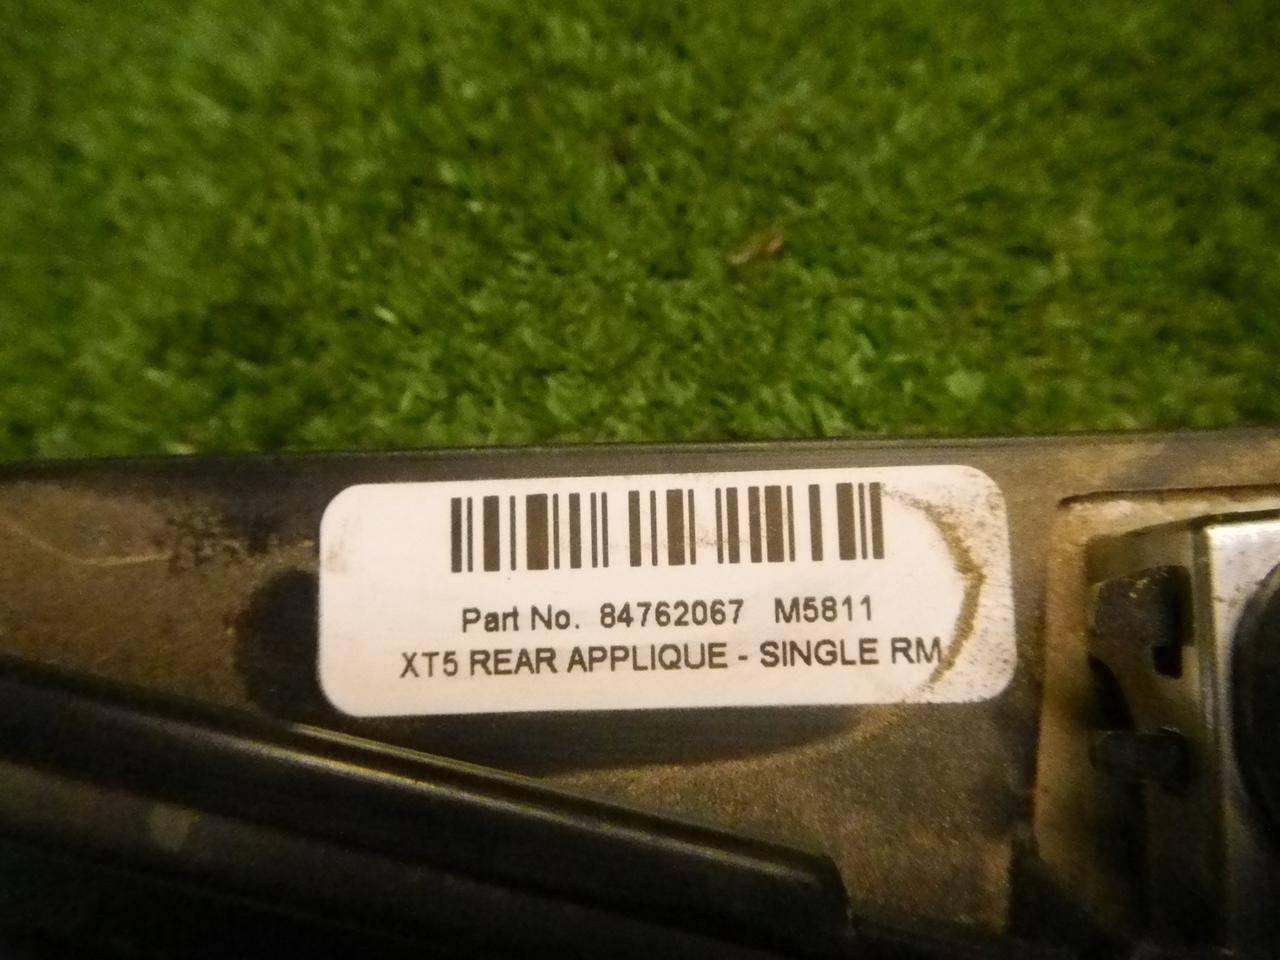 Part No. 84762067 M5811
XT5 REAR APPLIQUE - SINGLE RM